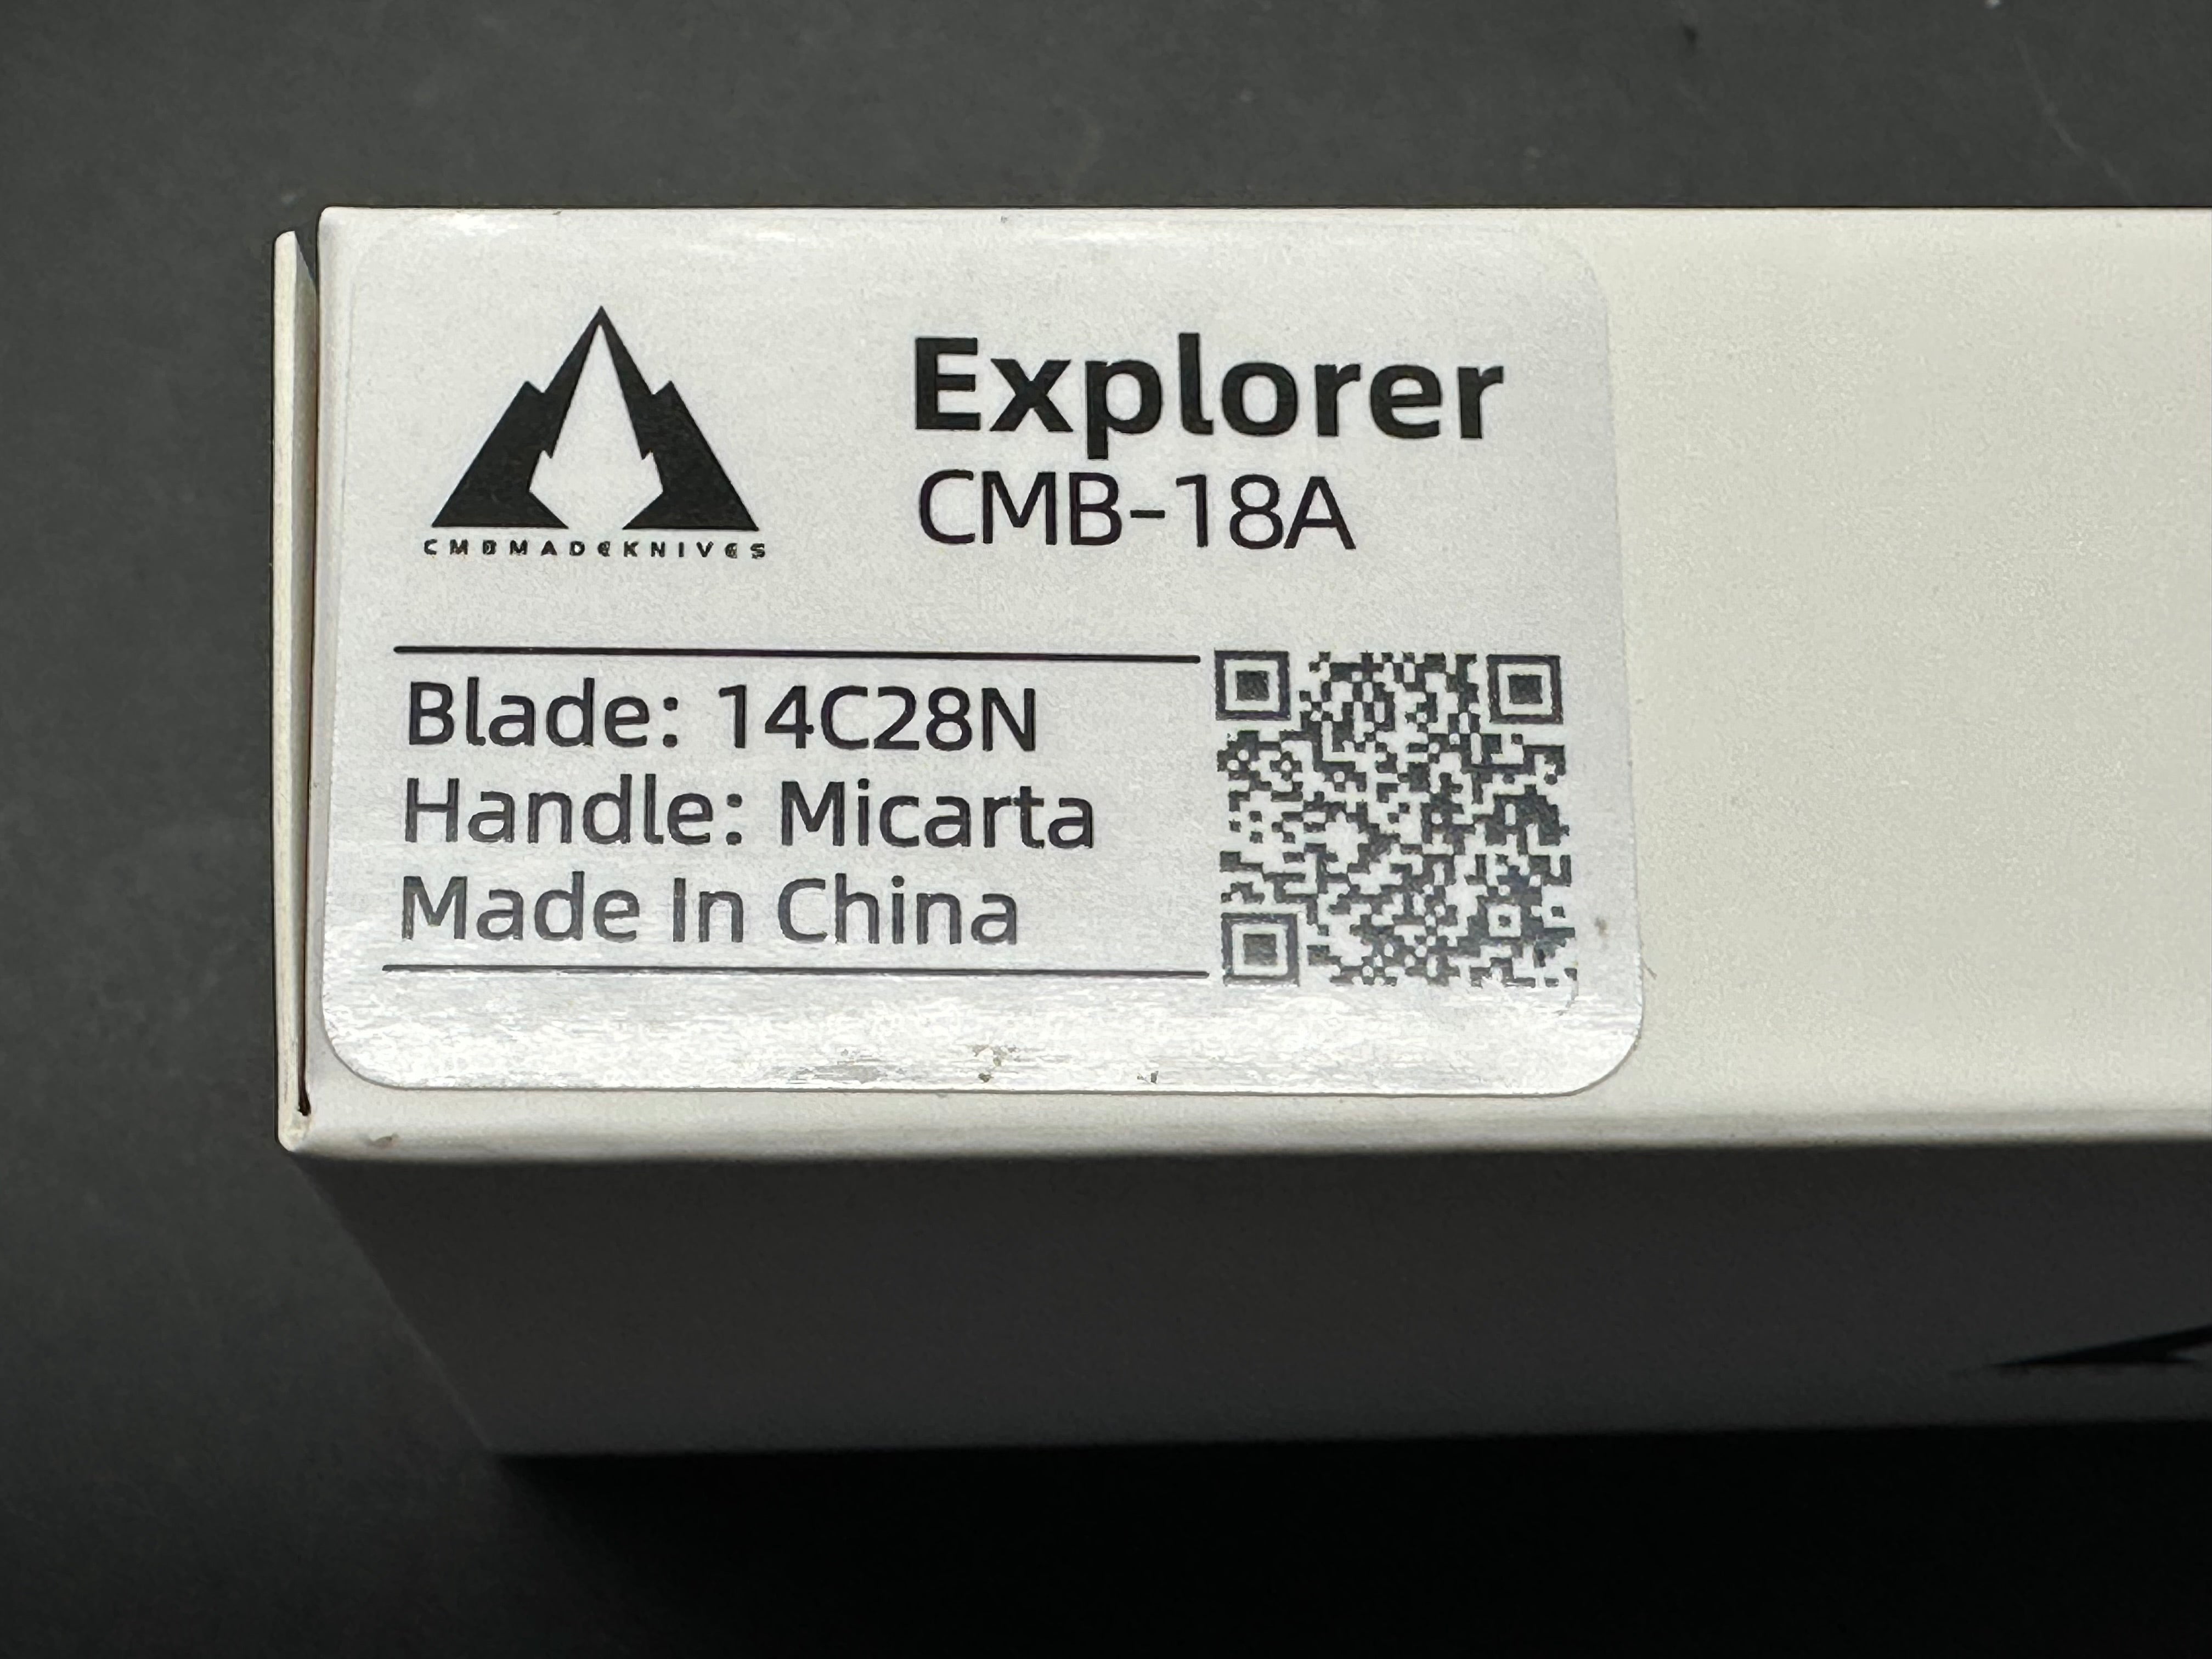 CMBMADEKNIVES
Explorer
CMB-18A
Blade: 14C28N
Handle: Micarta
Made In China